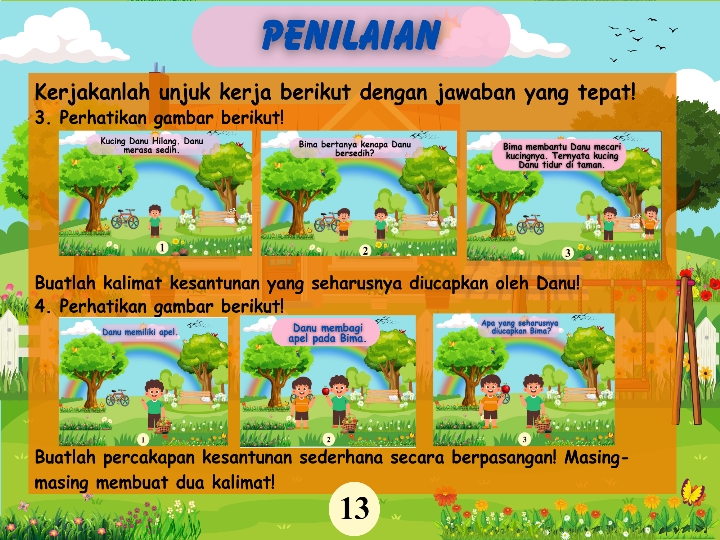 PENILAIAN
Kerjakanlah unjuk kerja berikut dengan jawaban yang tepat!
3. Perhatikan gambar berikut!
Kucing Danu Hilang. Danu
merasa sedih.
1
Bima bertanya kenapa Danu
bersedih?
2
Bima membantu Danu mecari
kucingnya. Ternyata kucing
Danu tidur di taman.
3
Buatlah kalimat kesantunan yang seharusnya diucapkan oleh Danu!
4. Perhatikan gambar berikut!
Danu memiliki apel.
1
Danu membagi
apel pada Bima.
2
Apa yang seharusnya
diucapkan Bima?
3
Buatlah percakapan kesantunan sederhana secara berpasangan! Masing-
masing membuat dua kalimat!
13